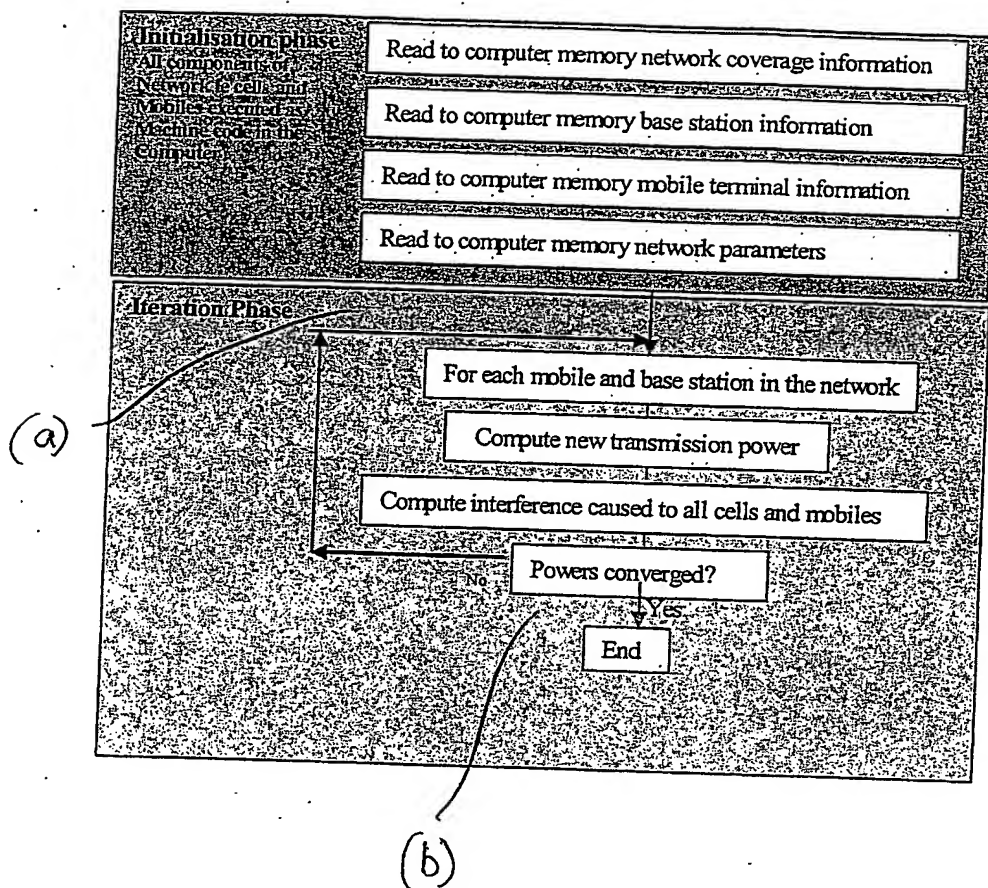 Initialisation phase
All components of
Network ie cells and
Mobiles executed as
Machine code in the
Computer
Read to computer memory network coverage information
Read to computer memory base station information
Read to computer memory mobile terminal information
Read to computer memory network parameters
Iteration Phase
For each mobile and base station in the network
(a)
Compute new transmission power
Compute interference caused to all cells and mobiles
Powers converged?
No
Yes
End
(b)